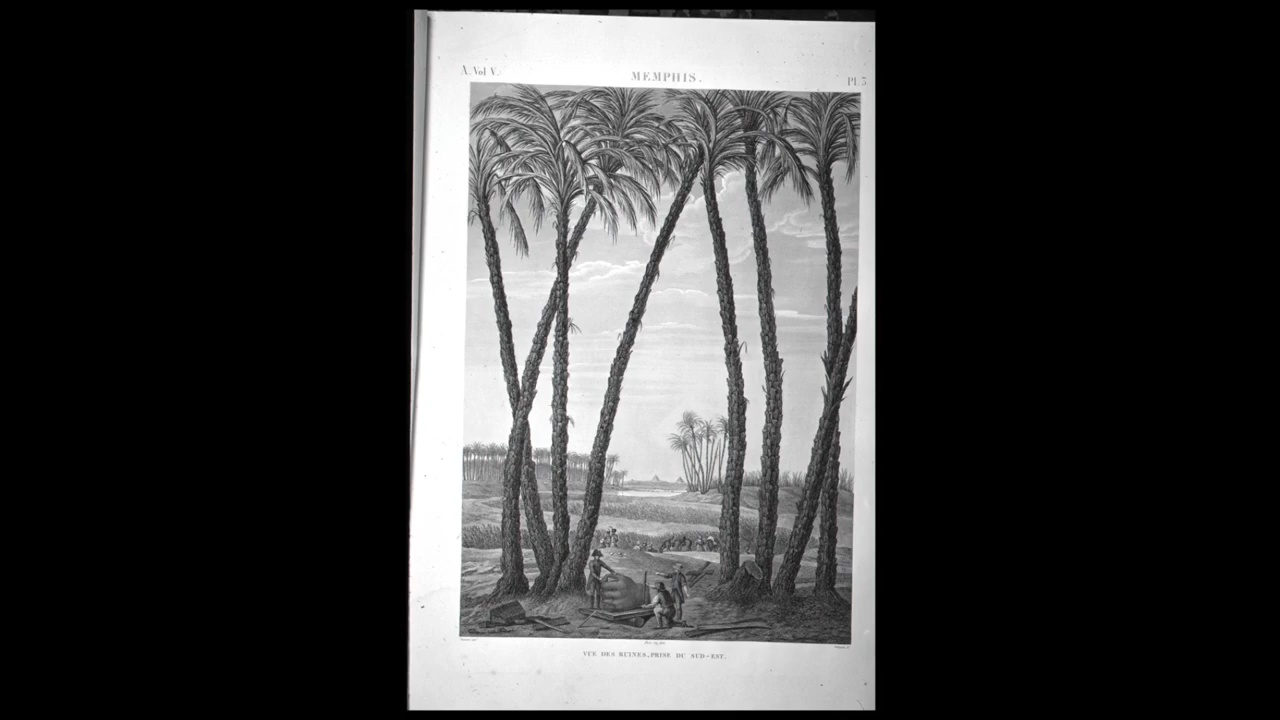 A. Vol V.
MEMPHIS.
Pl. 3
VUE DES RUINES, PRISE DU SUD-EST.